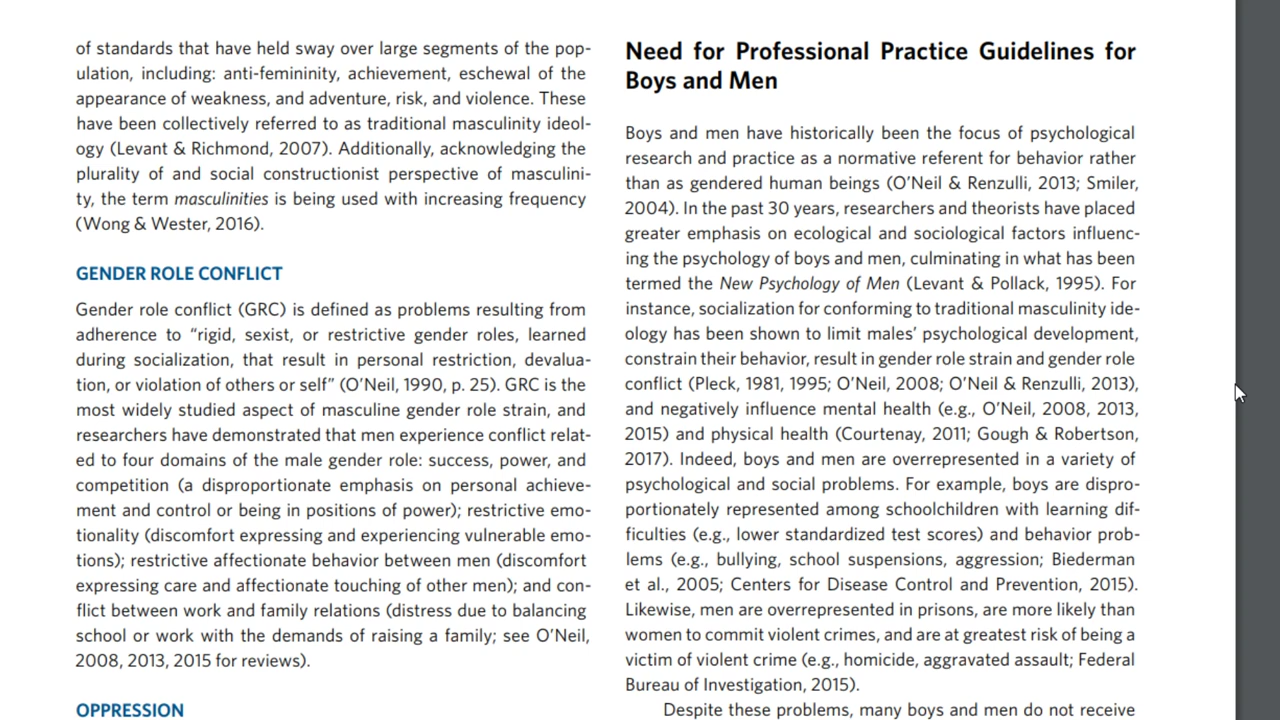 of standards that have held sway over large segments of the pop-
ulation, including: anti-femininity, achievement, eschewal of the
appearance of weakness, and adventure, risk, and violence. These
have been collectively referred to as traditional masculinity ideol-
ogy (Levant & Richmond, 2007). Additionally, acknowledging the
plurality of and social constructionist perspective of masculini-
ty, the term masculinities is being used with increasing frequency
(Wong & Wester, 2016).
GENDER ROLE CONFLICT
Gender role conflict (GRC) is defined as problems resulting from
adherence to “rigid, sexist, or restrictive gender roles, learned
during socialization, that result in personal restriction, devalua-
tion, or violation of others or self” (O’Neil, 1990, p. 25). GRC is the
most widely studied aspect of masculine gender role strain, and
researchers have demonstrated that men experience conflict relat-
ed to four domains of the male gender role: success, power, and
competition (a disproportionate emphasis on personal achieve-
ment and control or being in positions of power); restrictive emo-
tionality (discomfort expressing and experiencing vulnerable emo-
tions); restrictive affectionate behavior between men (discomfort
expressing care and affectionate touching of other men); and con-
flict between work and family relations (distress due to balancing
school or work with the demands of raising a family; see O’Neil,
2008, 2013, 2015 for reviews).
OPPRESSION
Need for Professional Practice Guidelines for
Boys and Men
Boys and men have historically been the focus of psychological
research and practice as a normative referent for behavior rather
than as gendered human beings (O’Neil & Renzulli, 2013; Smiler,
2004). In the past 30 years, researchers and theorists have placed
greater emphasis on ecological and sociological factors influenc-
ing the psychology of boys and men, culminating in what has been
termed the New Psychology of Men (Levant & Pollack, 1995). For
instance, socialization for conforming to traditional masculinity ide-
ology has been shown to limit males’ psychological development,
constrain their behavior, result in gender role strain and gender role
conflict (Pleck, 1981, 1995; O’Neil, 2008; O’Neil & Renzulli, 2013),
and negatively influence mental health (e.g., O’Neil, 2008, 2013,
2015) and physical health (Courtenay, 2011; Gough & Robertson,
2017). Indeed, boys and men are overrepresented in a variety of
psychological and social problems. For example, boys are dispro-
portionately represented among schoolchildren with learning dif-
ficulties (e.g., lower standardized test scores) and behavior prob-
lems (e.g., bullying, school suspensions, aggression; Biederman
et al., 2005; Centers for Disease Control and Prevention, 2015).
Likewise, men are overrepresented in prisons, are more likely than
women to commit violent crimes, and are at greatest risk of being a
victim of violent crime (e.g., homicide, aggravated assault; Federal
Bureau of Investigation, 2015).
Despite these problems, many boys and men do not receive